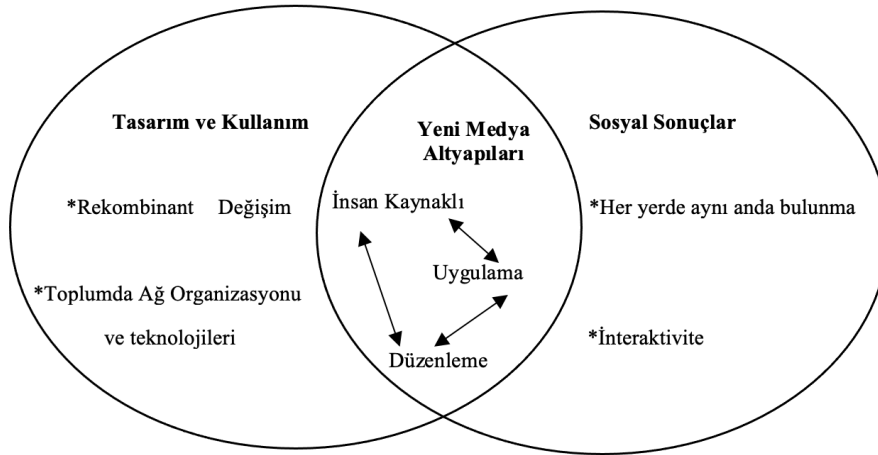 Tasarım ve Kullanım
*Rekombinant Değişim
*Toplumda Ağ Organizasyonu
ve teknolojileri
Yeni Medya
Altyapıları
İnsan Kaynaklı
Uygulama
Düzenleme
Sosyal Sonuçlar
*Her yerde aynı anda bulunma
*İnteraktivite